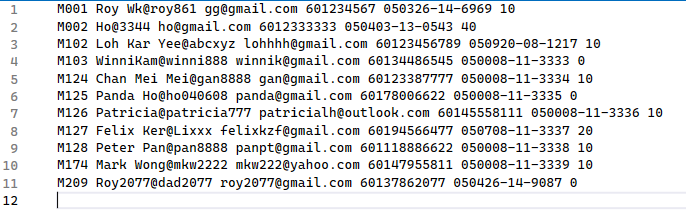 1 M001 Roy Wk@roy861 gg@gmail.com 601234567 050326-14-6969 10
2 M002 Ho@3344 ho@gmail.com 6012333333 050403-13-0543 40
3 M102 Loh Kar Yee@abcxyz lohhhh@gmail.com 60123456789 050920-08-1217 10
4 M103 WinniKam@winni888 winnik@gmail.com 60134486545 050008-11-3333 0
5 M124 Chan Mei Mei@gan8888 gan@gmail.com 60123387777 050008-11-3334 10
6 M125 Panda Ho@ho040608 panda@gmail.com 60178006622 050008-11-3335 0
7 M126 Patricia@patricia777 patricialh@outlook.com 60145558111 050008-11-3336 10
8 M127 Felix Ker@Lixxx felixkzf@gmail.com 60194566477 050708-11-3337 20
9 M128 Peter Pan@pan8888 panpt@gmail.com 601118886622 050008-11-3338 10
10 M174 Mark Wong@mkw2222 mkw222@yahoo.com 60147955811 050008-11-3339 10
11 M209 Roy2077@dad2077 roy2077@gmail.com 60137862077 050426-14-9087 0
12